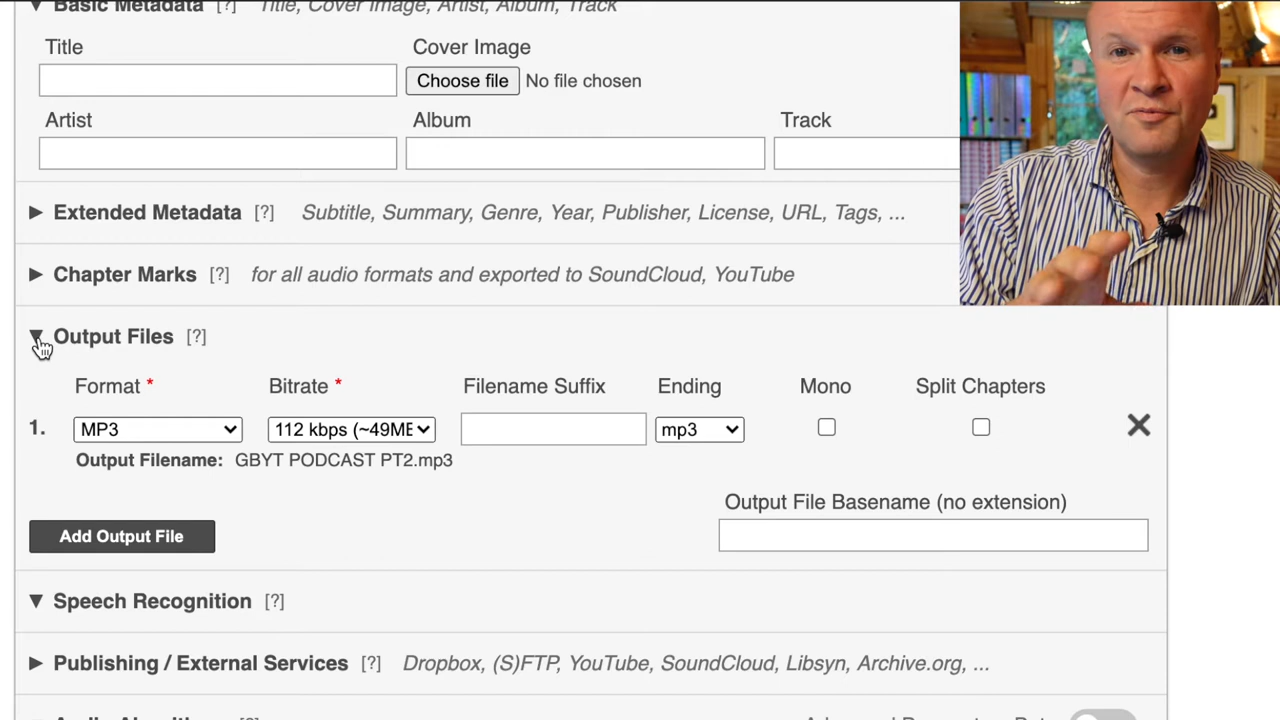 Basic Metadata [?] Title, Cover Image, Artist, Album, Track
Title Cover Image
Choose file No file chosen
Artist Album Track
Extended Metadata [?] Subtitle, Summary, Genre, Year, Publisher, License, URL, Tags, ...
Chapter Marks [?] for all audio formats and exported to SoundCloud, YouTube
Output Files [?]
Format * Bitrate * Filename Suffix Ending Mono Split Chapters
1. MP3 112 kbps (~49ME mp3
Output Filename: GBYT PODCAST PT2.mp3
Output File Basename (no extension)
Add Output File
Speech Recognition [?]
Publishing / External Services [?] Dropbox, (S)FTP, YouTube, SoundCloud, Libsyn, Archive.org, ...